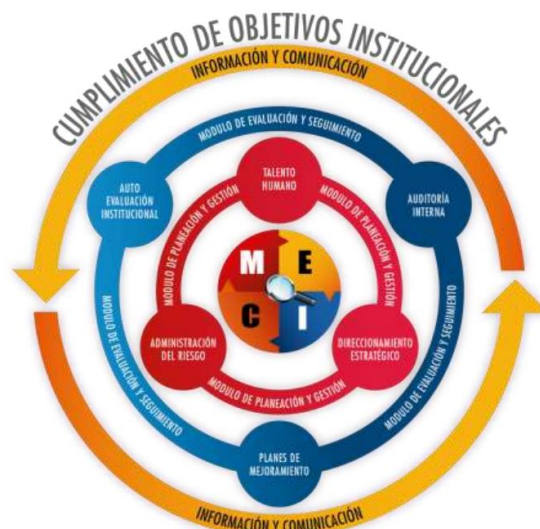 CUMPLIMIENTO DE OBJETIVOS INSTITUCIONALES
INFORMACIÓN Y COMUNICACIÓN
MODULO DE EVALUACIÓN Y SEGUIMIENTO
AUTO
EVALUACIÓN
INSTITUCIONAL
TALENTO
HUMANO
AUDITORÍA
INTERNA
MODULO DE PLANEACIÓN Y GESTIÓN
MODULO DE PLANEACIÓN Y GESTIÓN
M E
C I
ADMINISTRACIÓN
DEL RIESGO
DIRECCIONAMIENTO
ESTRATÉGICO
MODULO DE PLANEACIÓN Y GESTIÓN
MODULO DE EVALUACIÓN Y SEGUIMIENTO
MODULO DE EVALUACIÓN Y SEGUIMIENTO
PLANES DE
MEJORAMIENTO
INFORMACIÓN Y COMUNICACIÓN